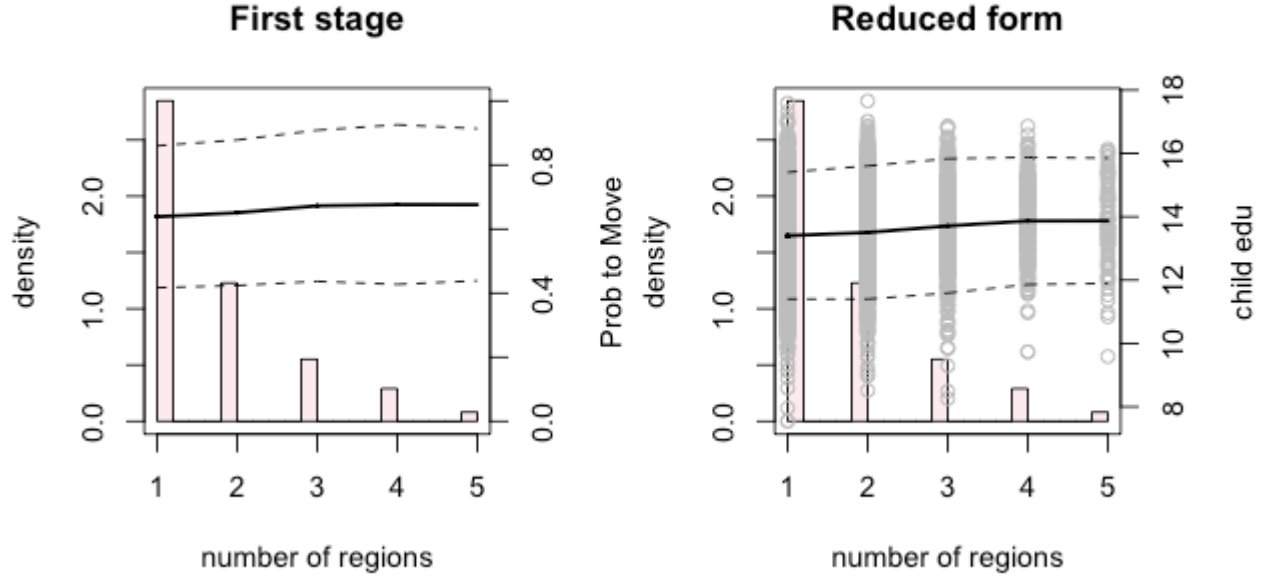 First stage
density
0.0
1.0
2.0
0.0
0.4
0.8
Prob to Move
1 2 3 4 5
number of regions
Reduced form
density
0.0
1.0
2.0
8
10
12
14
16
18
child edu
1 2 3 4 5
number of regions